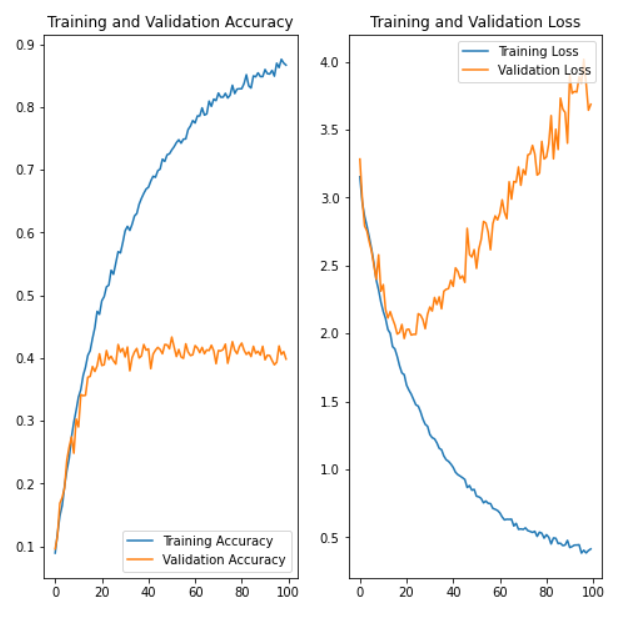 Training and Validation Accuracy
0.9
0.8
0.7
0.6
0.5
0.4
0.3
0.2
0.1
0 20 40 60 80 100
Training Accuracy
Validation Accuracy
Training and Validation Loss
4.0
3.5
3.0
2.5
2.0
1.5
1.0
0.5
0 20 40 60 80 100
Training Loss
Validation Loss